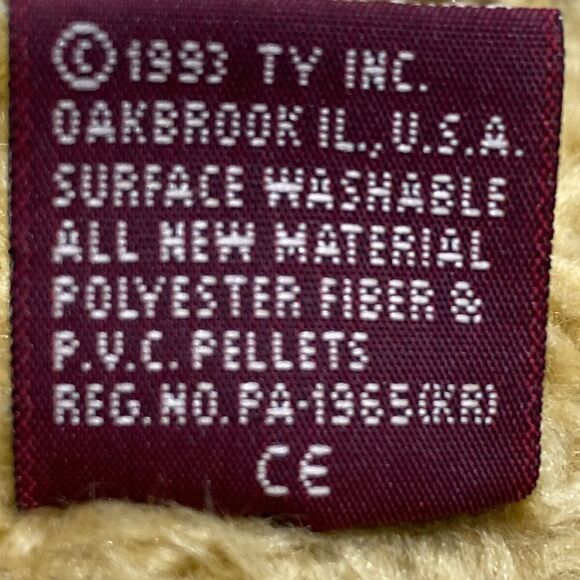 © 1993 TY INC.
OAKBROOK IL., U.S.A.
SURFACE WASHABLE
ALL NEW MATERIAL
POLYESTER FIBER &
P.V.C. PELLETS
REG. NO. PA-1965(KR)
CE